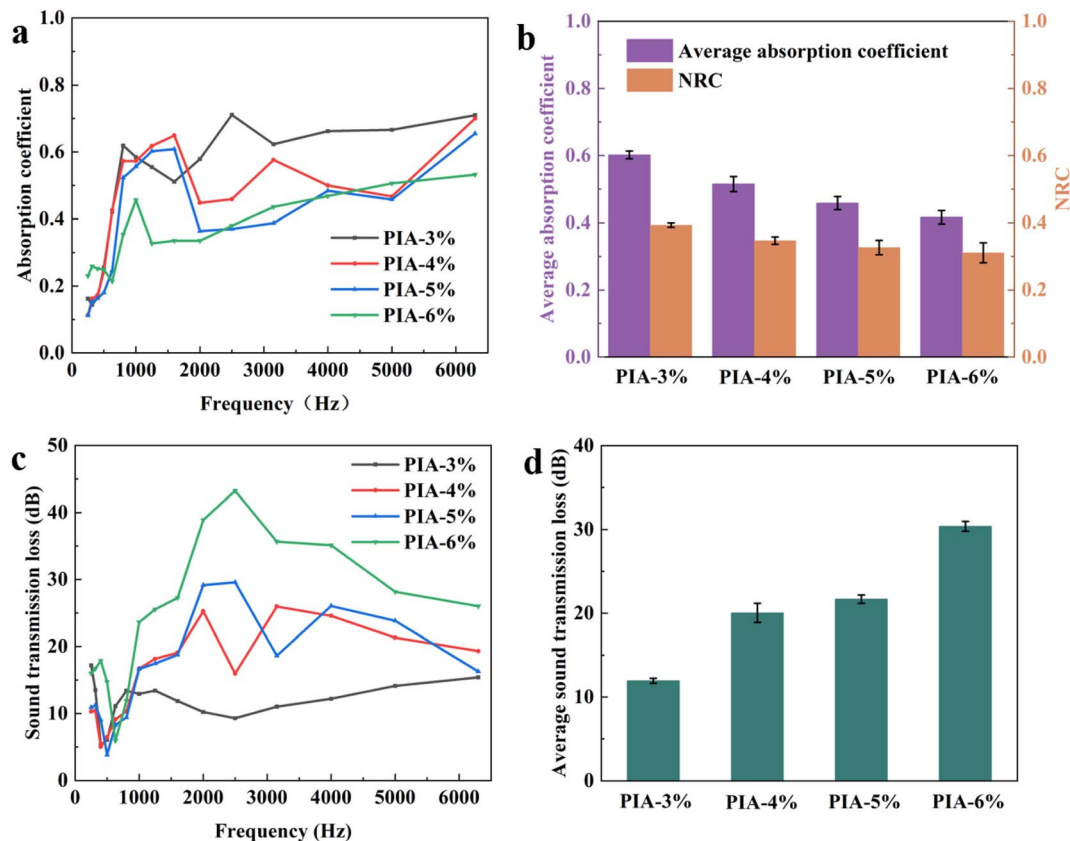 a
1.0
0.8
0.6
0.4
0.2
0.0
Absorption coefficient
0 1000 2000 3000 4000 5000 6000
Frequency（Hz）
PIA-3%
PIA-4%
PIA-5%
PIA-6%
b
1.0
0.8
0.6
0.4
0.2
0.0
Average absorption coefficient
Average absorption coefficient
NRC
1.0
0.8
0.6
0.4
0.2
0.0
NRC
PIA-3% PIA-4% PIA-5% PIA-6%
c
50
40
30
20
10
0
Sound transmission loss (dB)
0 1000 2000 3000 4000 5000 6000
Frequency (Hz)
PIA-3%
PIA-4%
PIA-5%
PIA-6%
d
40
30
20
10
0
Average sound transmission loss (dB)
PIA-3% PIA-4% PIA-5% PIA-6%